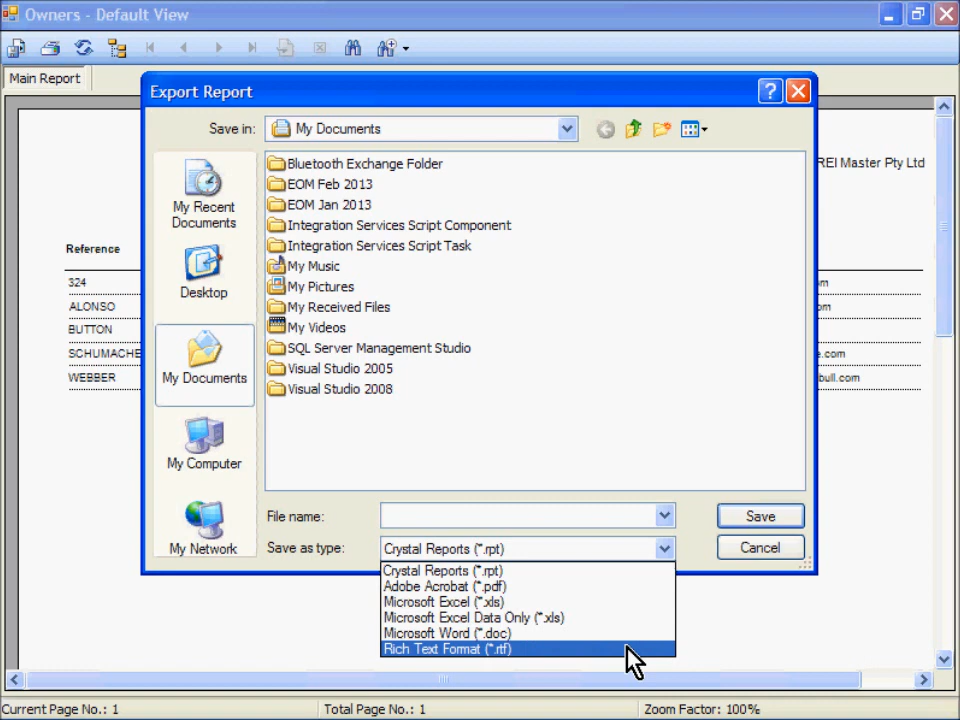 Owners - Default View
Main Report
Export Report
Save in:
My Documents
REI Master Pty Ltd
My Recent
Documents
Desktop
My Documents
My Computer
My Network
Bluetooth Exchange Folder
EOM Feb 2013
EOM Jan 2013
Integration Services Script Component
Integration Services Script Task
My Music
My Pictures
My Received Files
My Videos
SQL Server Management Studio
Visual Studio 2005
Visual Studio 2008
Reference
324
ALONSO
BUTTON
SCHUMACHE
WEBBER
om
om
e.com
bull.com
File name:
Save
Save as type:
Crystal Reports (*.rpt)
Cancel
Crystal Reports (*.rpt)
Adobe Acrobat (*.pdf)
Microsoft Excel (*.xls)
Microsoft Excel Data Only (*.xls)
Microsoft Word (*.doc)
Rich Text Format (*.rtf)
Current Page No.: 1
Total Page No.: 1
Zoom Factor: 100%